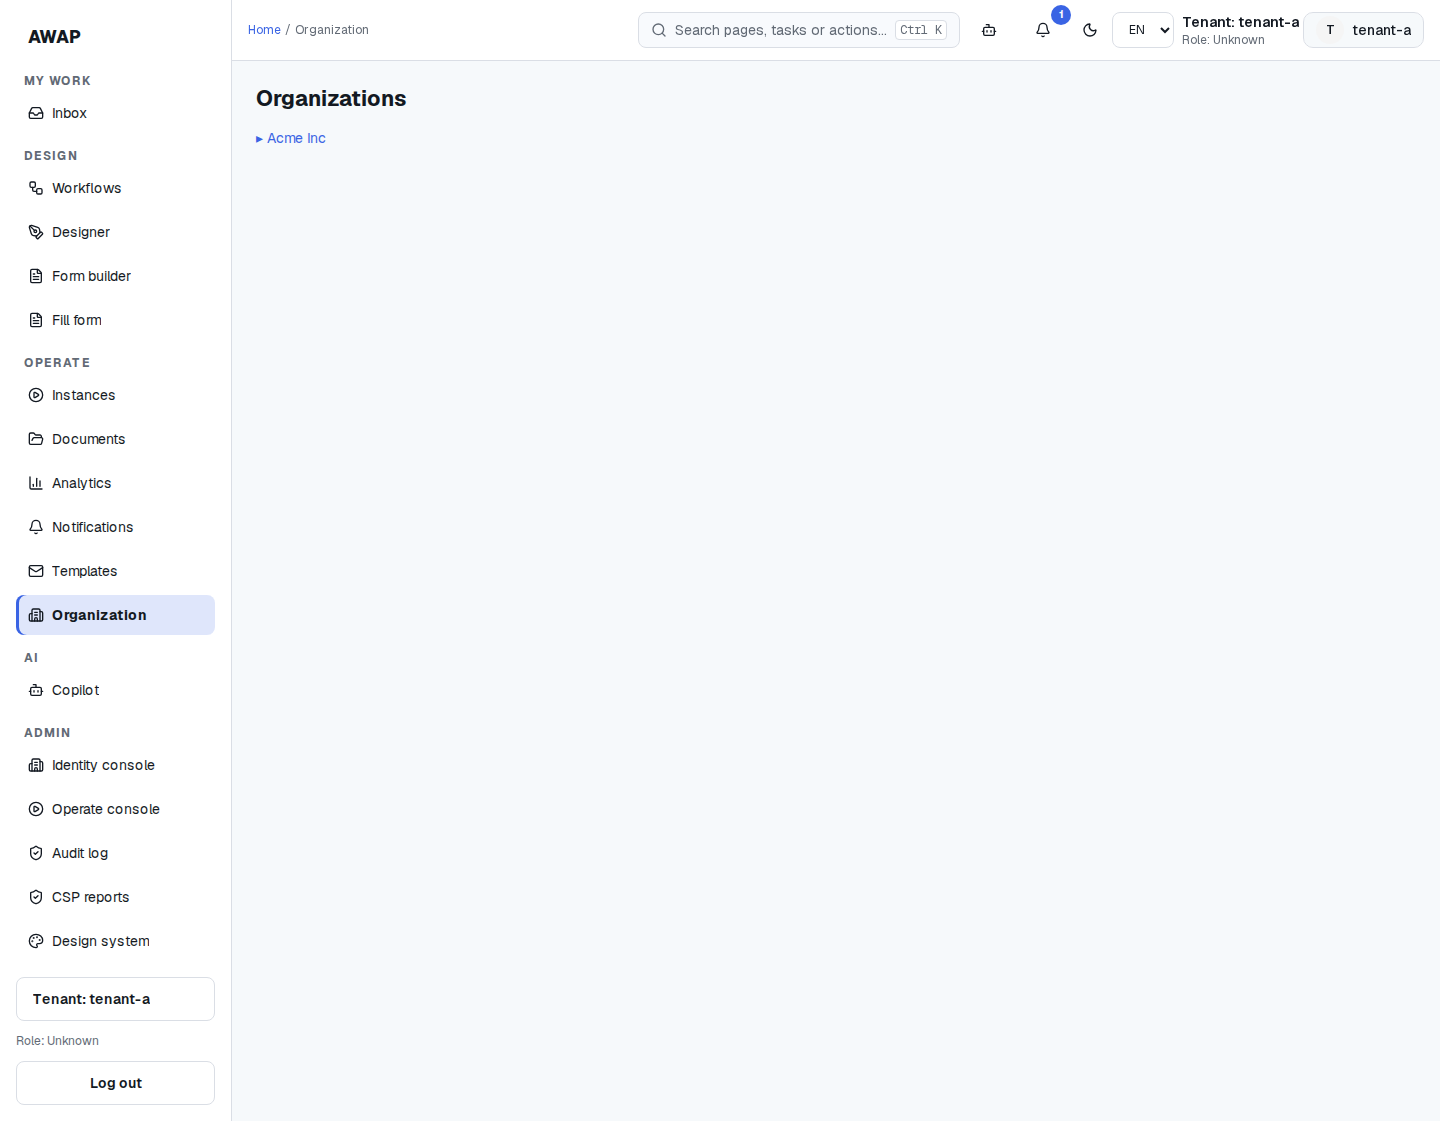 AWAP
MY WORK
Inbox
DESIGN
Workflows
Designer
Form builder
Fill form
OPERATE
Instances
Documents
Analytics
Notifications
Templates
Organization
AI
Copilot
ADMIN
Identity console
Operate console
Audit log
CSP reports
Design system
Tenant: tenant-a
Role: Unknown
Log out
Home / Organization
Search pages, tasks or actions... Ctrl K
1
EN
Tenant: tenant-a
Role: Unknown
T tenant-a
Organizations
▸ Acme Inc